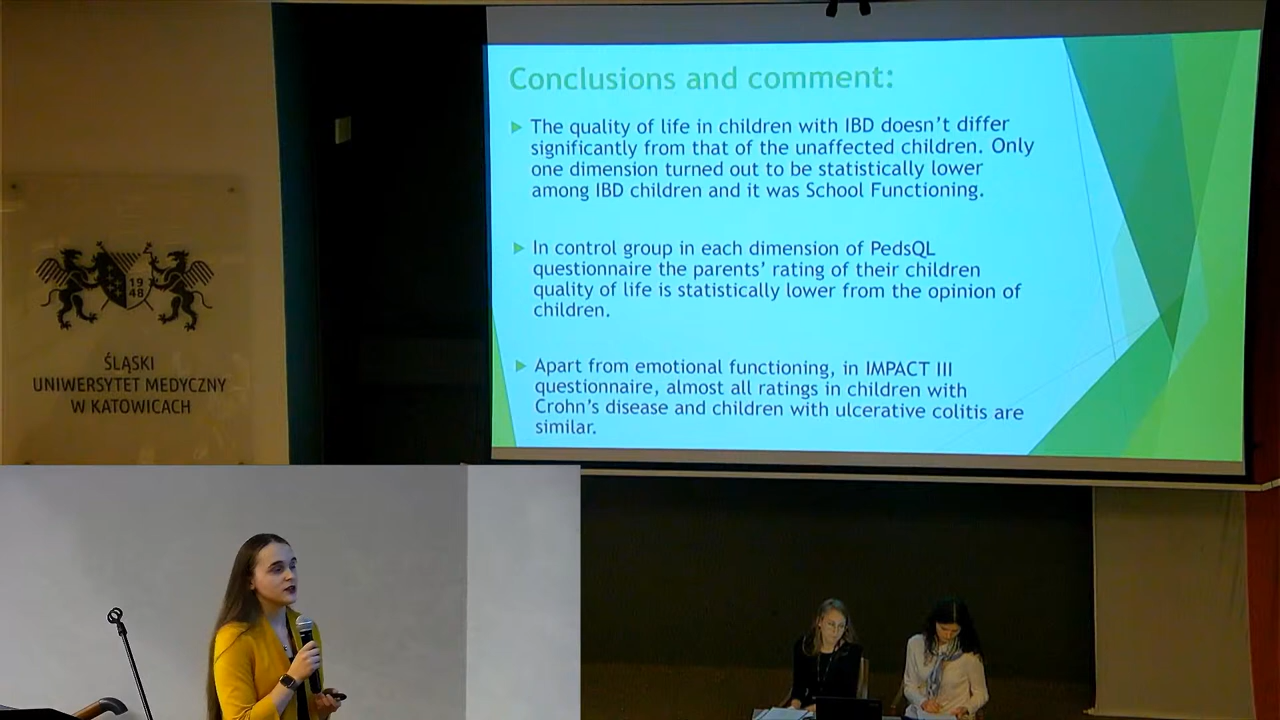 Conclusions and comment:
The quality of life in children with IBD doesn't differ
significantly from that of the unaffected children. Only
one dimension turned out to be statistically lower
among IBD children and it was School Functioning.
In control group in each dimension of PedsQL
questionnaire the parents' rating of their children
quality of life is statistically lower from the opinion of
children.
Apart from emotional functioning, in IMPACT III
questionnaire, almost all ratings in children with
Crohn's disease and children with ulcerative colitis are
similar.
19
48
ŚLĄSKI
UNIWERSYTET MEDYCZNY
W KATOWICACH